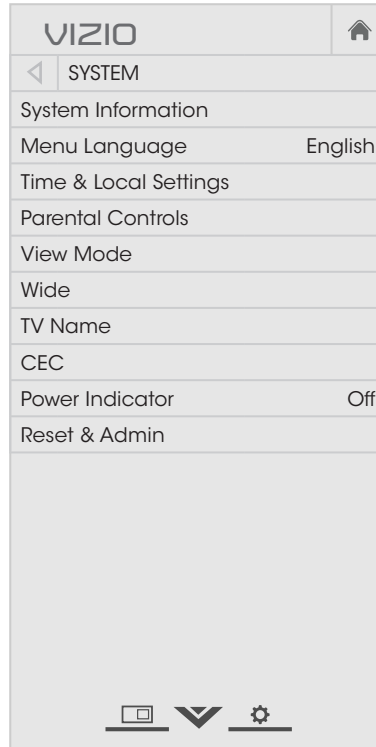 VIZIO
SYSTEM
System Information
Menu Language English
Time & Local Settings
Parental Controls
View Mode
Wide
TV Name
CEC
Power Indicator Off
Reset & Admin